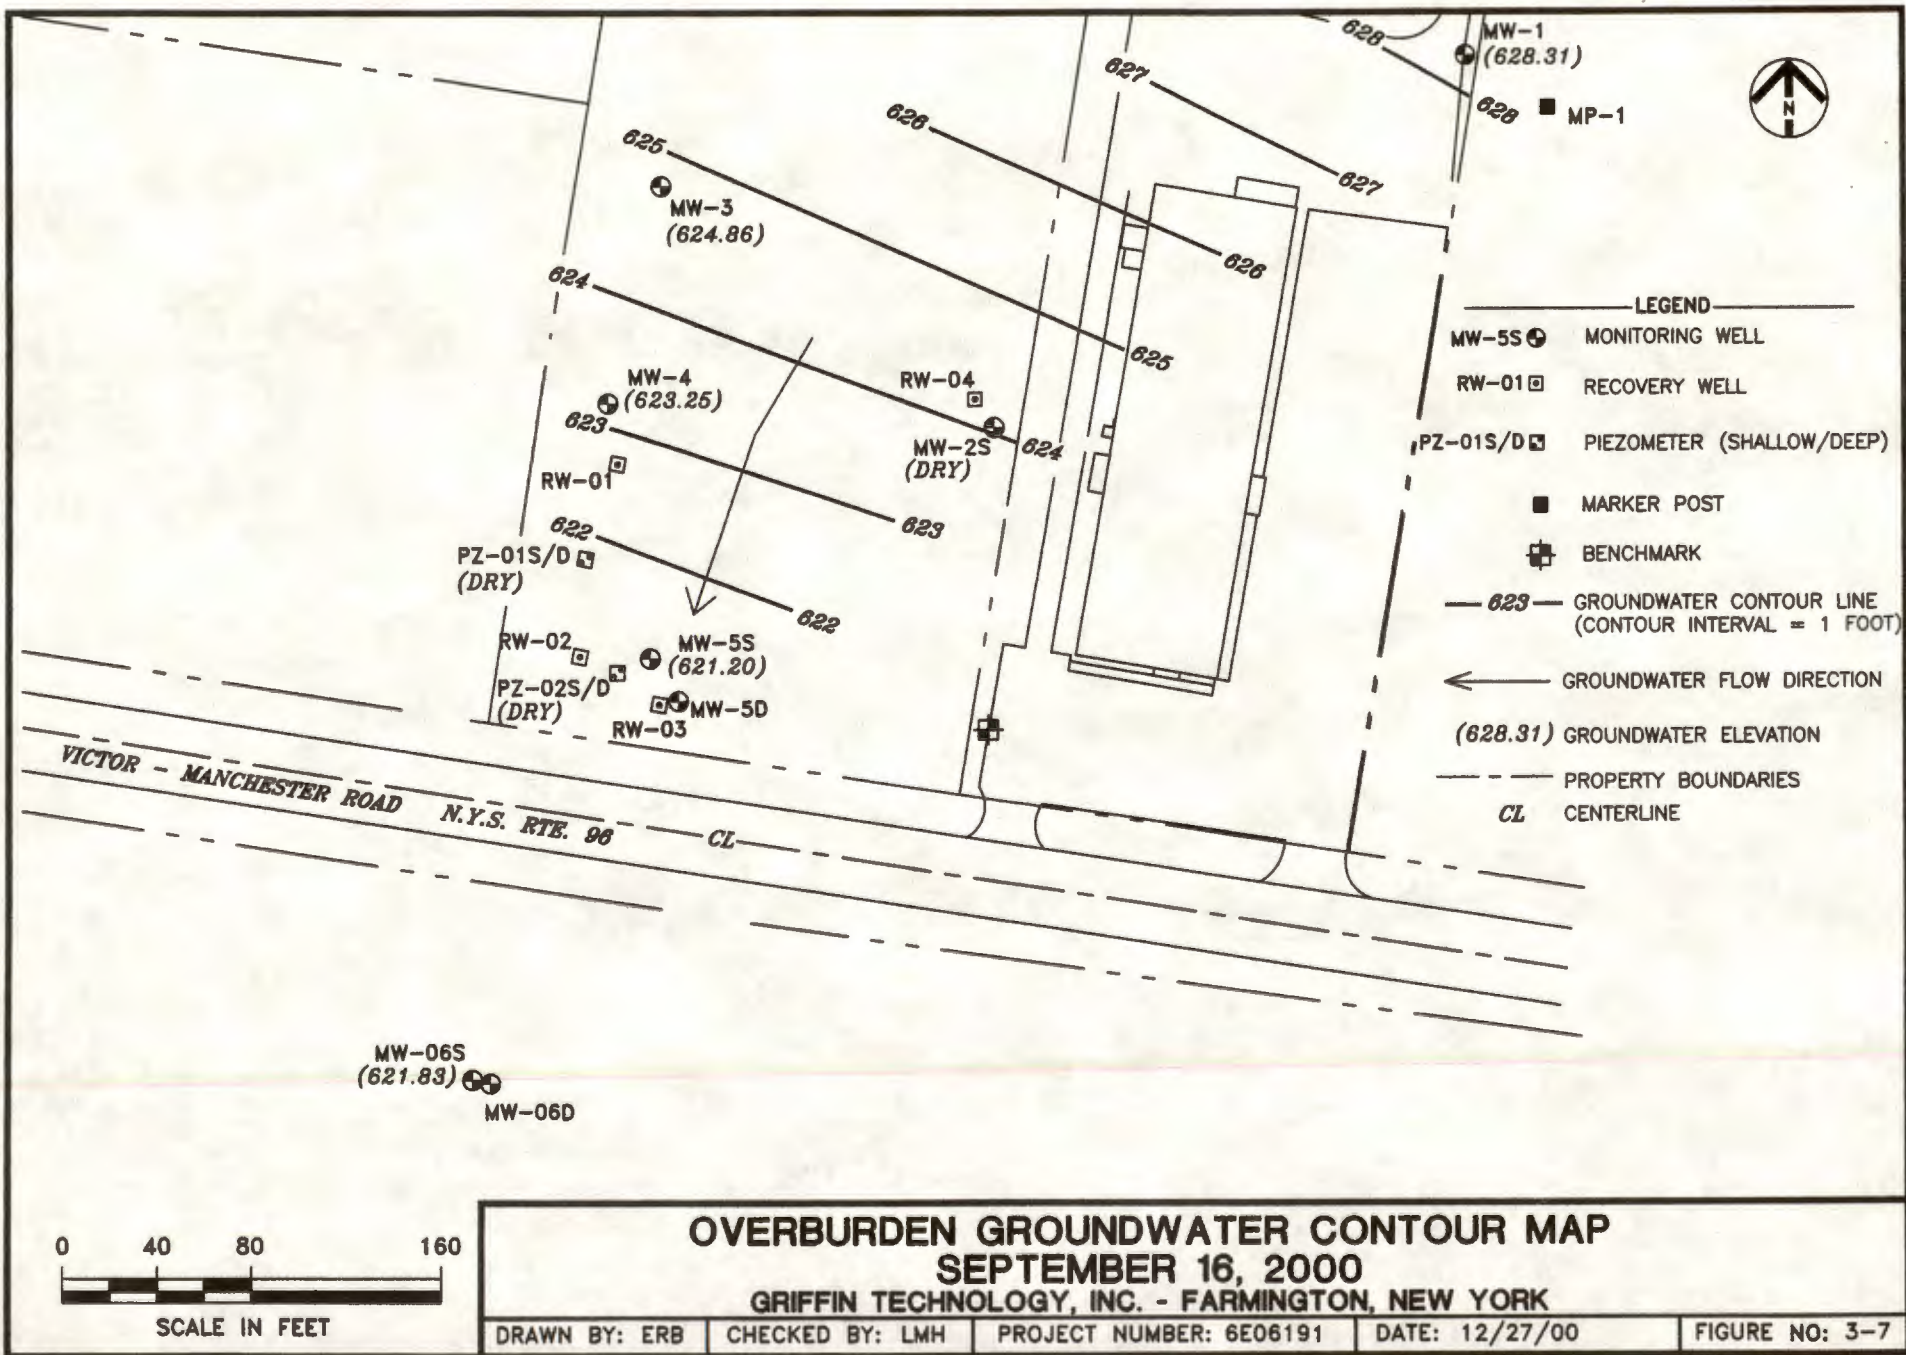 628
MW-1
(628.31)
627
626
628
MP-1
N
625
MW-3
(624.86)
627
626
624
625
LEGEND
MW-5S MONITORING WELL
RW-01 RECOVERY WELL
PZ-01S/D PIEZOMETER (SHALLOW/DEEP)
MARKER POST
BENCHMARK
623 GROUNDWATER CONTOUR LINE
(CONTOUR INTERVAL = 1 FOOT)
GROUNDWATER FLOW DIRECTION
(628.31) GROUNDWATER ELEVATION
PROPERTY BOUNDARIES
CL CENTERLINE
MW-4
(623.25)
RW-04
MW-2S
(DRY)
624
623
RW-01
623
622
PZ-01S/D
(DRY)
622
RW-02
MW-5S
(621.20)
PZ-02S/D
(DRY)
MW-5D
RW-03
VICTOR - MANCHESTER ROAD N.Y.S. RTE. 96
CL
MW-06S
(621.83)
MW-06D
0 40 80 160
SCALE IN FEET
OVERBURDEN GROUNDWATER CONTOUR MAP
SEPTEMBER 16, 2000
GRIFFIN TECHNOLOGY, INC. - FARMINGTON, NEW YORK
DRAWN BY: ERB
CHECKED BY: LMH
PROJECT NUMBER: 6E06191
DATE: 12/27/00
FIGURE NO: 3-7